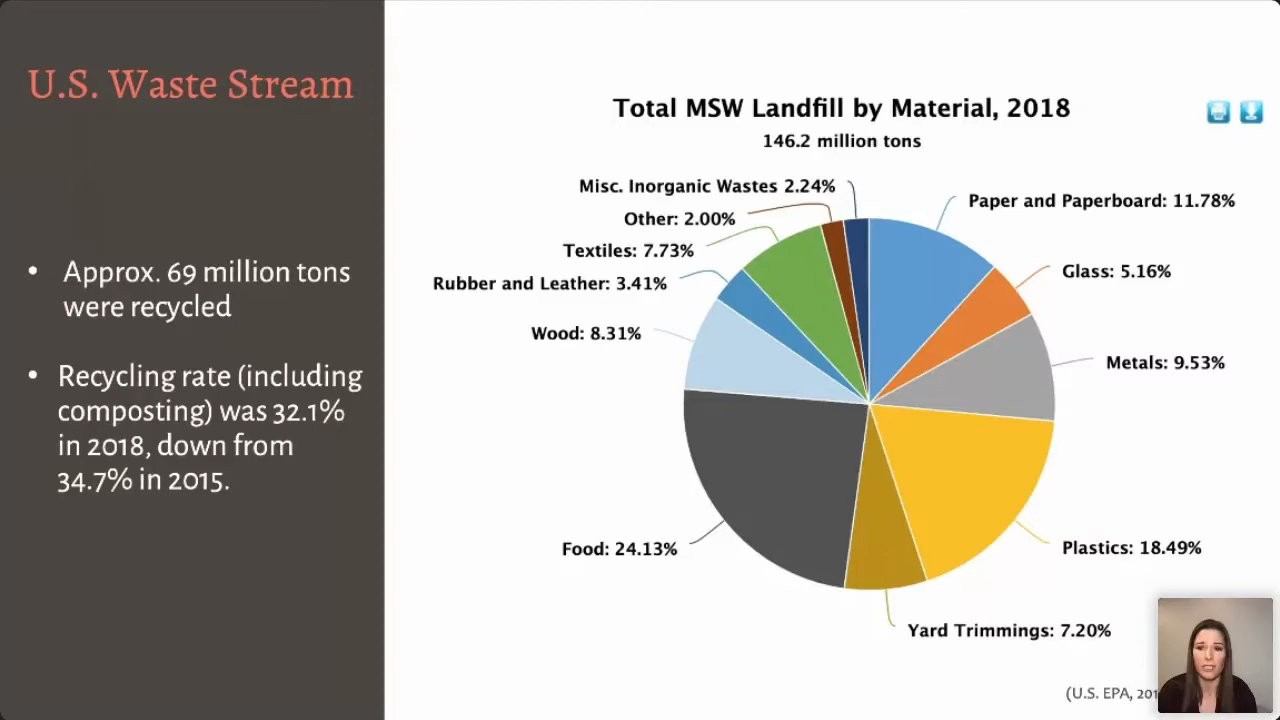 U.S. Waste Stream
• Approx. 69 million tons
were recycled
• Recycling rate (including
composting) was 32.1%
in 2018, down from
34.7% in 2015.
Total MSW Landfill by Material, 2018
146.2 million tons
Misc. Inorganic Wastes 2.24%
Other: 2.00%
Textiles: 7.73%
Rubber and Leather: 3.41%
Wood: 8.31%
Food: 24.13%
Paper and Paperboard: 11.78%
Glass: 5.16%
Metals: 9.53%
Plastics: 18.49%
Yard Trimmings: 7.20%
(U.S. EPA,